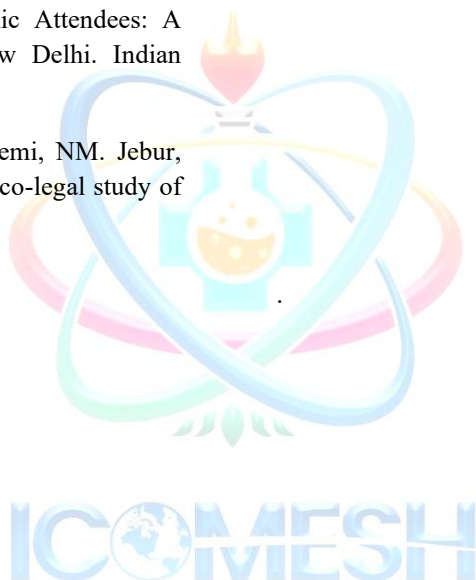 ic Attendees: A
w Delhi. Indian
emi, NM. Jebur,
co-legal study of
.
ICOMESH